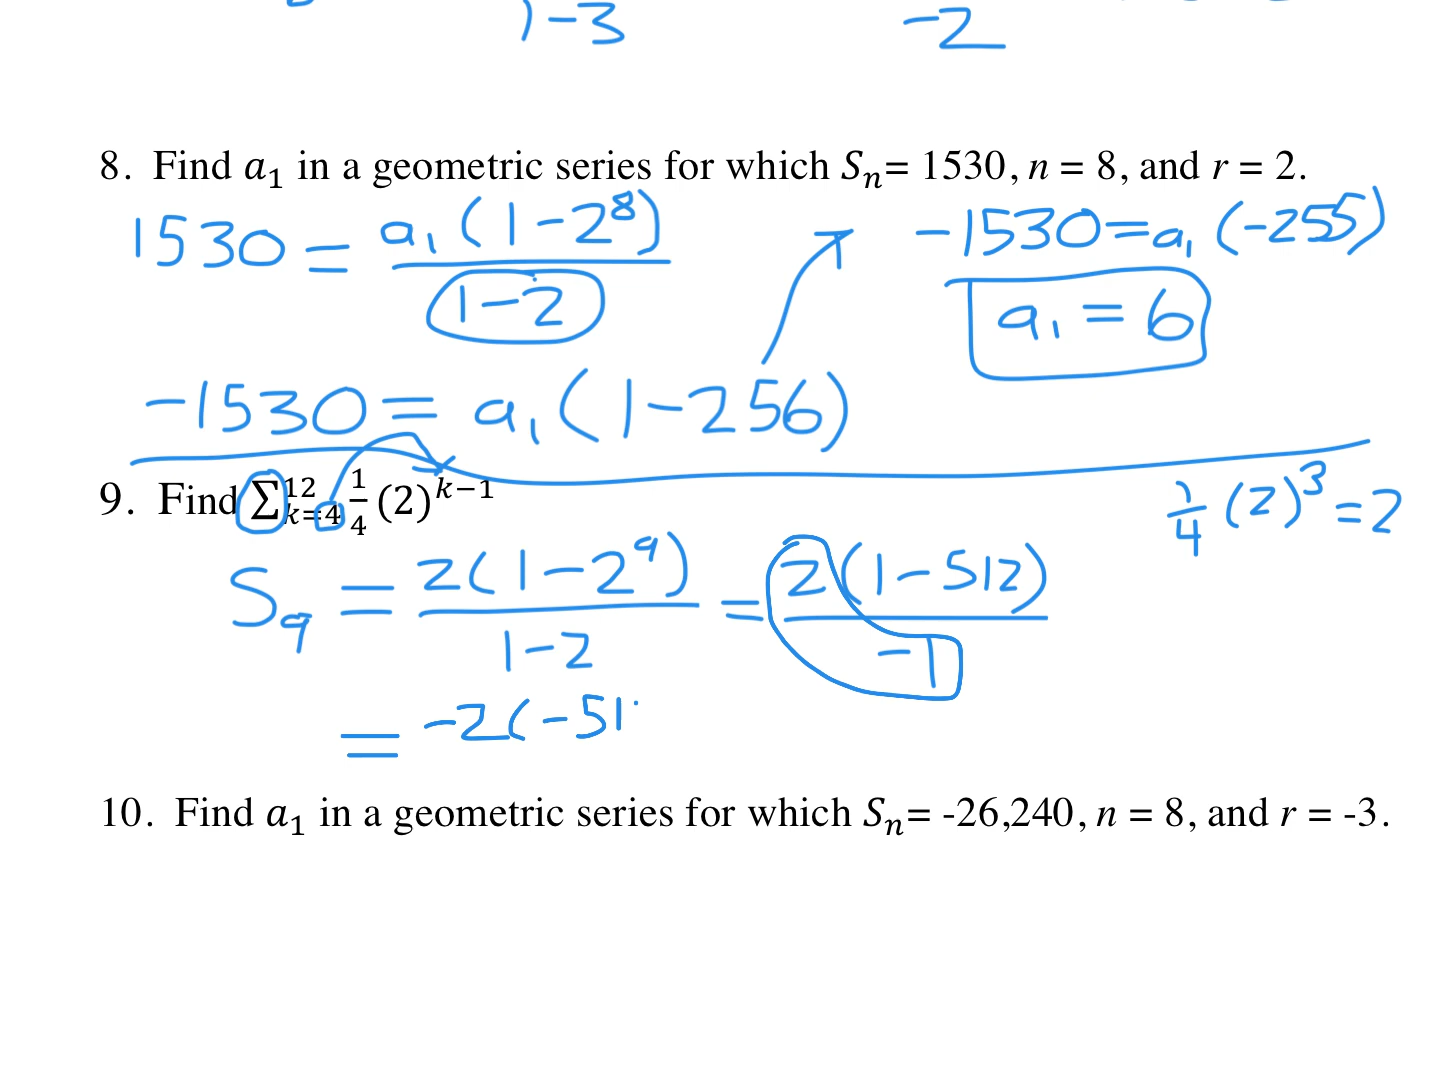 1-3 -2
8. Find a₁ in a geometric series for which Sₙ= 1530, n = 8, and r = 2.
1530 = a₁(1-2⁸) / (1-2) -1530=a₁(-255)
a₁ = 6
-1530 = a₁(1-256)
9. Find ∑¹²ₖ₌₄ 1/4 (2)ᵏ⁻¹ 1/4 (2)³=2
S₉ = 2(1-2⁹) / (1-2) = 2(1-512) / -1
= -2(-51
10. Find a₁ in a geometric series for which Sₙ= -26,240, n = 8, and r = -3.